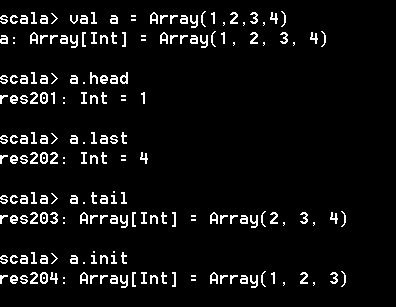 scala> val a = Array(1,2,3,4)
a: Array[Int] = Array(1, 2, 3, 4)
scala> a.head
res201: Int = 1
scala> a.last
res202: Int = 4
scala> a.tail
res203: Array[Int] = Array(2, 3, 4)
scala> a.init
res204: Array[Int] = Array(1, 2, 3)